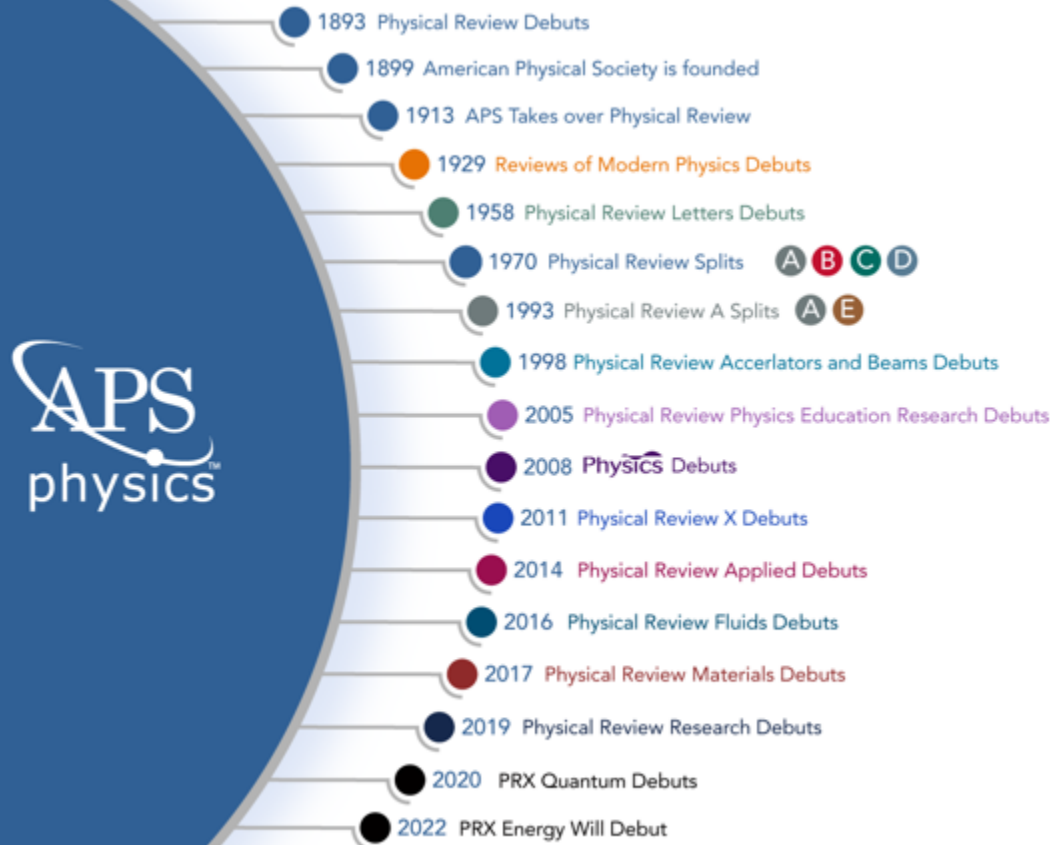 1893 Physical Review Debuts
1899 American Physical Society is founded
1913 APS Takes over Physical Review
1929 Reviews of Modern Physics Debuts
1958 Physical Review Letters Debuts
1970 Physical Review Splits A B C D
1993 Physical Review A Splits A E
1998 Physical Review Accerlators and Beams Debuts
2005 Physical Review Physics Education Research Debuts
2008 Physics Debuts
2011 Physical Review X Debuts
2014 Physical Review Applied Debuts
2016 Physical Review Fluids Debuts
2017 Physical Review Materials Debuts
2019 Physical Review Research Debuts
2020 PRX Quantum Debuts
2022 PRX Energy Will Debut
APS
physics™